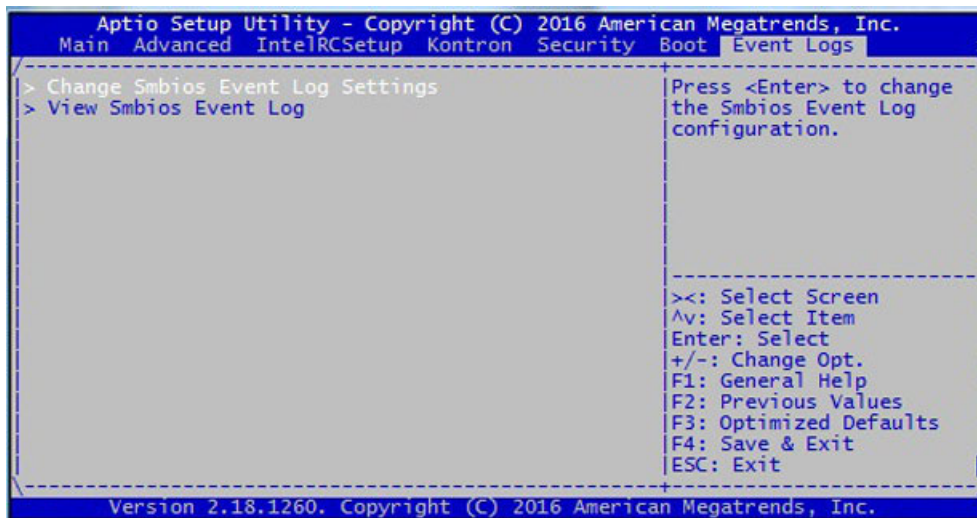 Aptio Setup Utility - Copyright (C) 2016 American Megatrends, Inc.
Main Advanced IntelRCSetup Kontron Security Boot Event Logs
> Change Smbios Event Log Settings
> View Smbios Event Log
Press <Enter> to change
the Smbios Event Log
configuration.
><: Select Screen
^v: Select Item
Enter: Select
+/-: Change Opt.
F1: General Help
F2: Previous Values
F3: Optimized Defaults
F4: Save & Exit
ESC: Exit
Version 2.18.1260. Copyright (C) 2016 American Megatrends, Inc.